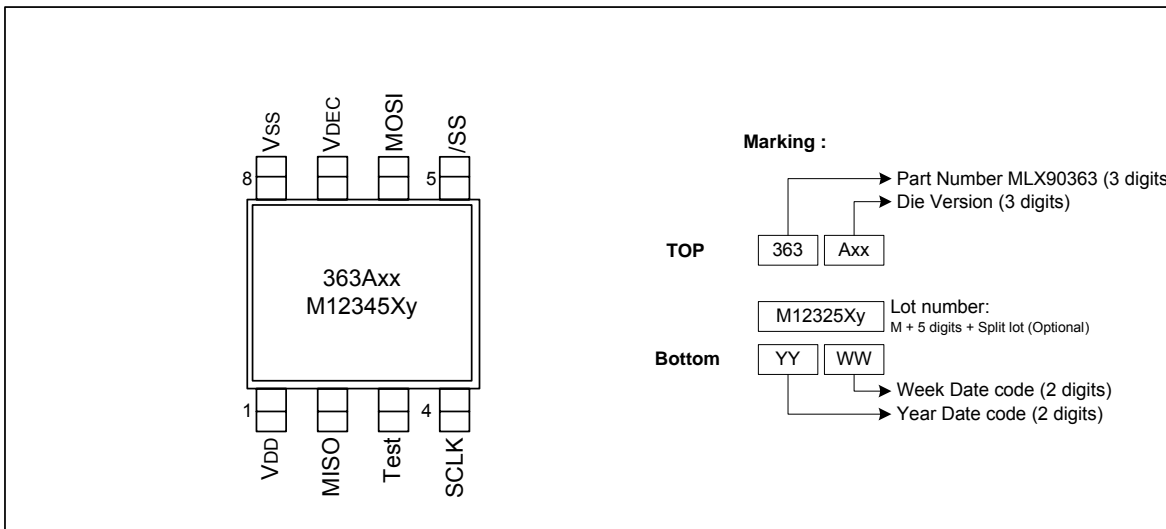 VSS VDEC MOSI /SS
8 5
363Axx
M12345Xy
1 4
VDD MISO Test SCLK
Marking :
Part Number MLX90363 (3 digits
Die Version (3 digits)
TOP 363 Axx
M12325Xy Lot number:
M + 5 digits + Split lot (Optional)
Bottom YY WW
Week Date code (2 digits)
Year Date code (2 digits)